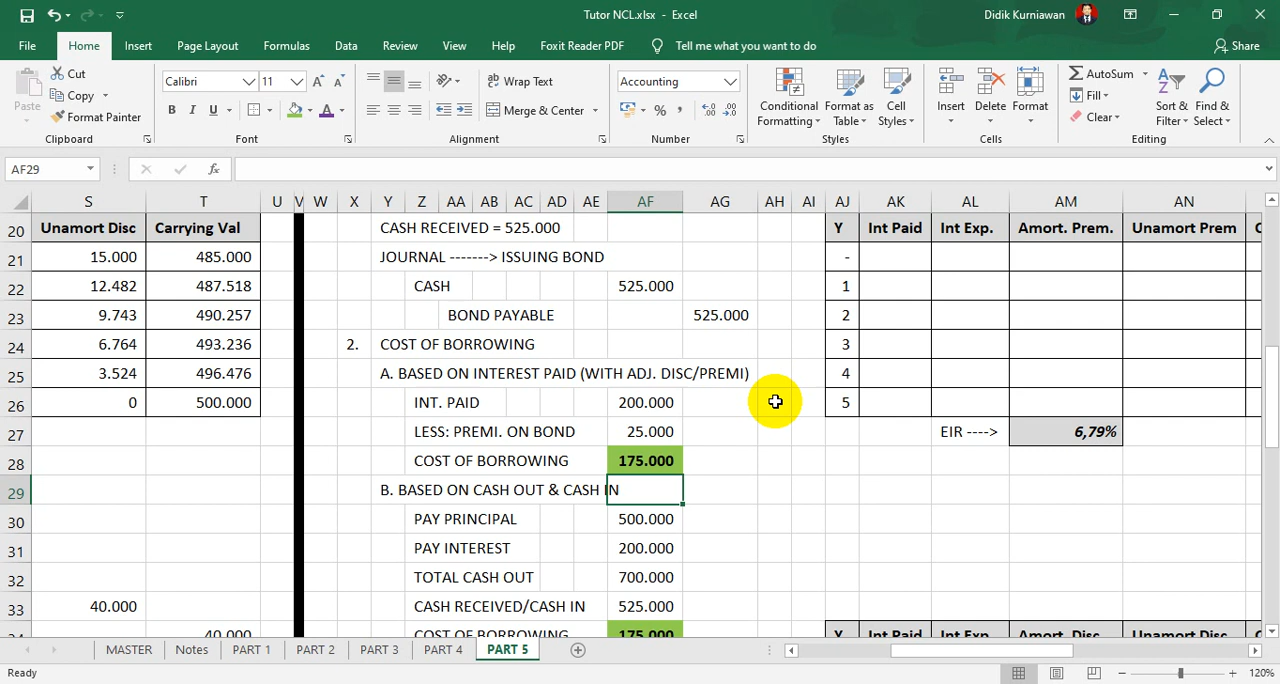 Tutor NCL.xlsx - Excel
Didik Kurniawan
File Home Insert Page Layout Formulas Data Review View Help Foxit Reader PDF Tell me what you want to do Share
Paste Cut Copy Format Painter
Clipboard
Calibri 11 A A
B I U A
Font
Wrap Text
Merge & Center
Alignment
Accounting
% ,
Number
Conditional Formatting Format as Table Cell Styles
Styles
Insert Delete Format
Cells
AutoSum Fill Clear Sort & Filter Find & Select
Editing
AF29 fx
S T U V W X Y Z AA AB AC AD AE AF AG AH AI AJ AK AL AM AN
20 Unamort Disc Carrying Val CASH RECEIVED = 525.000 Y Int Paid Int Exp. Amort. Prem. Unamort Prem
21 15.000 485.000 JOURNAL -------> ISSUING BOND -
22 12.482 487.518 CASH 525.000 1
23 9.743 490.257 BOND PAYABLE 525.000 2
24 6.764 493.236 2. COST OF BORROWING 3
25 3.524 496.476 A. BASED ON INTEREST PAID (WITH ADJ. DISC/PREMI) 4
26 0 500.000 INT. PAID 200.000 5
27 LESS: PREMI. ON BOND 25.000 EIR ----> 6,79%
28 COST OF BORROWING 175.000
29 B. BASED ON CASH OUT & CASH IN
30 PAY PRINCIPAL 500.000
31 PAY INTEREST 200.000
32 TOTAL CASH OUT 700.000
33 40.000 CASH RECEIVED/CASH IN 525.000
34 40.000 COST OF BORROWING 175.000 Y Int Paid Int Exp. Amort. Disc. Unamort Disc
MASTER Notes PART 1 PART 2 PART 3 PART 4 PART 5
Ready 120%